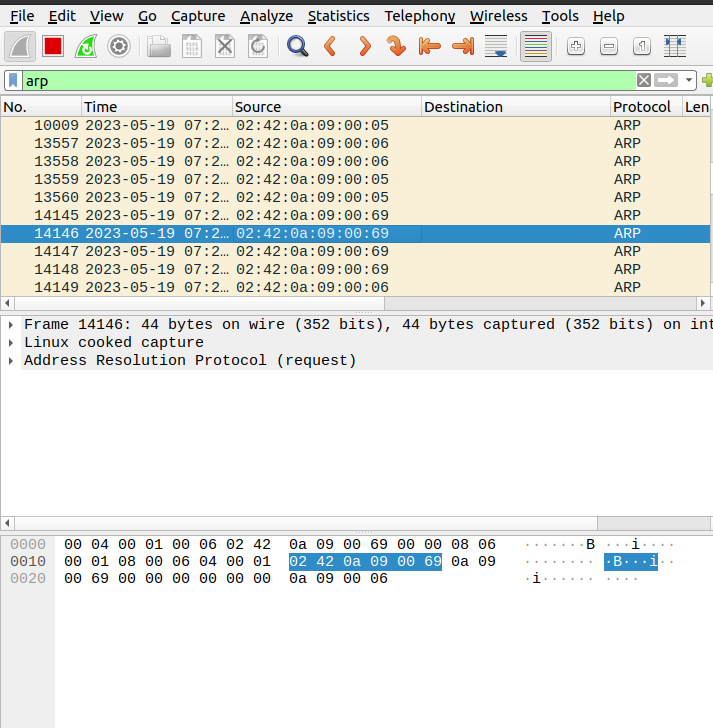 File Edit View Go Capture Analyze Statistics Telephony Wireless Tools Help
arp
No. Time Source Destination Protocol Len
10009 2023-05-19 07:2… 02:42:0a:09:00:05 ARP
13557 2023-05-19 07:2… 02:42:0a:09:00:06 ARP
13558 2023-05-19 07:2… 02:42:0a:09:00:06 ARP
13559 2023-05-19 07:2… 02:42:0a:09:00:05 ARP
13560 2023-05-19 07:2… 02:42:0a:09:00:05 ARP
14145 2023-05-19 07:2… 02:42:0a:09:00:69 ARP
14146 2023-05-19 07:2… 02:42:0a:09:00:69 ARP
14147 2023-05-19 07:2… 02:42:0a:09:00:69 ARP
14148 2023-05-19 07:2… 02:42:0a:09:00:69 ARP
14149 2023-05-19 07:2… 02:42:0a:09:00:06 ARP
Frame 14146: 44 bytes on wire (352 bits), 44 bytes captured (352 bits) on int
Linux cooked capture
Address Resolution Protocol (request)
0000 00 04 00 01 00 06 02 42 0a 09 00 69 00 00 08 06 ·······B ···i····
0010 00 01 08 00 06 04 00 01 02 42 0a 09 00 69 0a 09 ········ ·B···i··
0020 00 69 00 00 00 00 00 00 0a 09 00 06 ·i······ ····